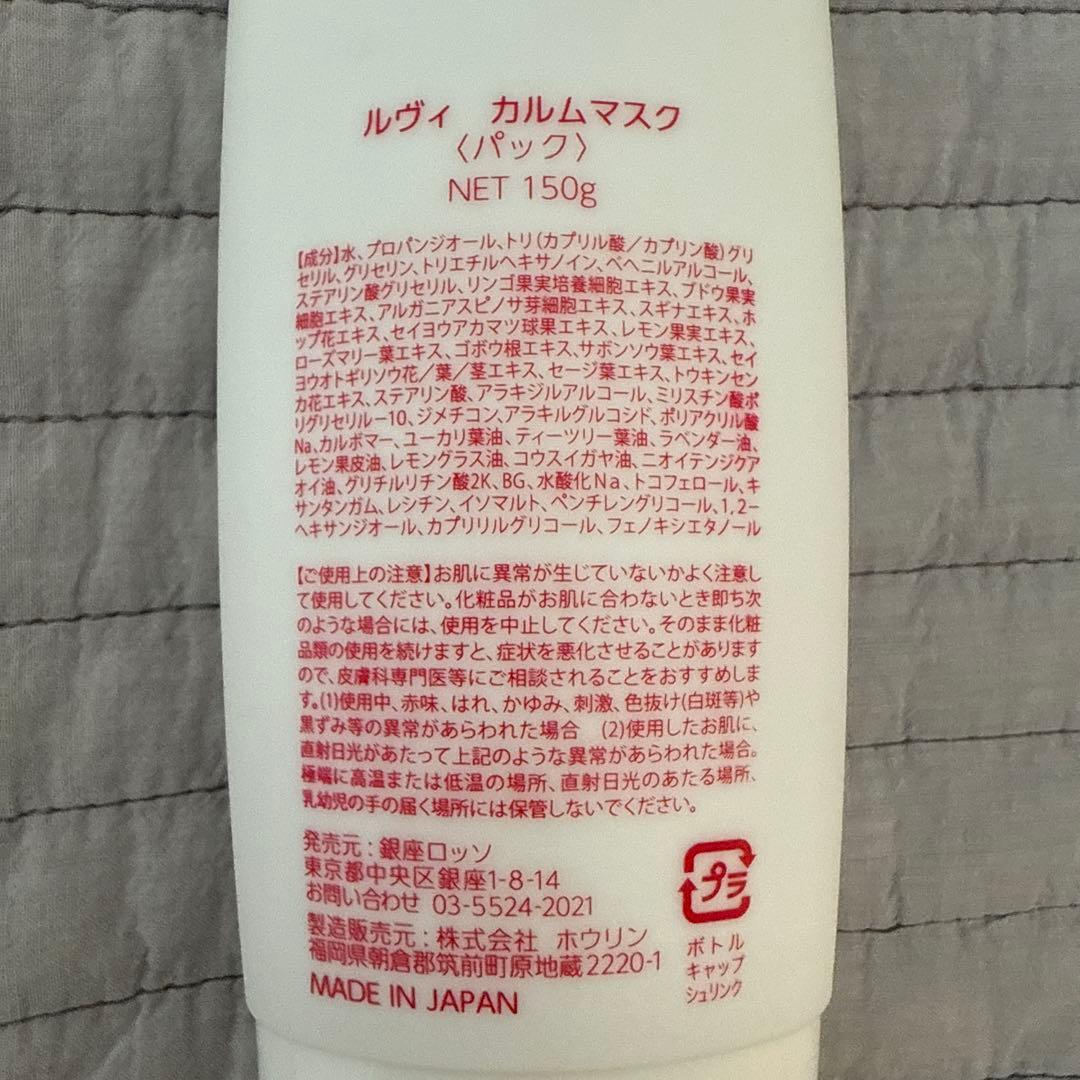 ルヴィ　カルムマスク
〈パック〉
NET 150g
【成分】水、プロパンジオール、トリ(カプリル酸／カプリン酸)グリ
セリル、グリセリン、トリエチルヘキサノイン、ベヘニルアルコール、
ステアリン酸グリセリル、リンゴ果実培養細胞エキス、ブドウ果実
細胞エキス、アルガニアスピノサ芽細胞エキス、スギナエキス、ホ
ップ花エキス、セイヨウアカマツ球果エキス、レモン果実エキス、
ローズマリー葉エキス、ゴボウ根エキス、サボンソウ葉エキス、セイ
ヨウオトギリソウ花／葉／茎エキス、セージ葉エキス、トウキンセン
カ花エキス、ステアリン酸、アラキジルアルコール、ミリスチン酸ポ
リグリセリル－10、ジメチコン、アラキルグルコシド、ポリアクリル酸
Na、カルボマー、ユーカリ葉油、ティーツリー葉油、ラベンダー油、
レモン果皮油、レモングラス油、コウスイガヤ油、ニオイテンジクア
オイ油、グリチルリチン酸2K、BG、水酸化Na、トコフェロール、キ
サンタンガム、レシチン、イソマルト、ペンチレングリコール、1,2－
ヘキサンジオール、カプリリルグリコール、フェノキシエタノール
【ご使用上の注意】お肌に異常が生じていないかよく注意し
て使用してください。化粧品がお肌に合わないとき即ち次
のような場合には、使用を中止してください。そのまま化粧
品類の使用を続けますと、症状を悪化させることがあります
ので、皮膚科専門医等にご相談されることをおすすめしま
す。(1)使用中、赤味、はれ、かゆみ、刺激、色抜け(白斑等)や
黒ずみ等の異常があらわれた場合　(2)使用したお肌に、
直射日光があたって上記のような異常があらわれた場合。
極端に高温または低温の場所、直射日光のあたる場所、
乳幼児の手の届く場所には保管しないでください。
発売元：銀座ロッソ
東京都中央区銀座1-8-14
お問い合わせ 03-5524-2021
製造販売元：株式会社 ホウリン
福岡県朝倉郡筑前町原地蔵2220-1
MADE IN JAPAN
プラ
ボトル
キャップ
シュリンク